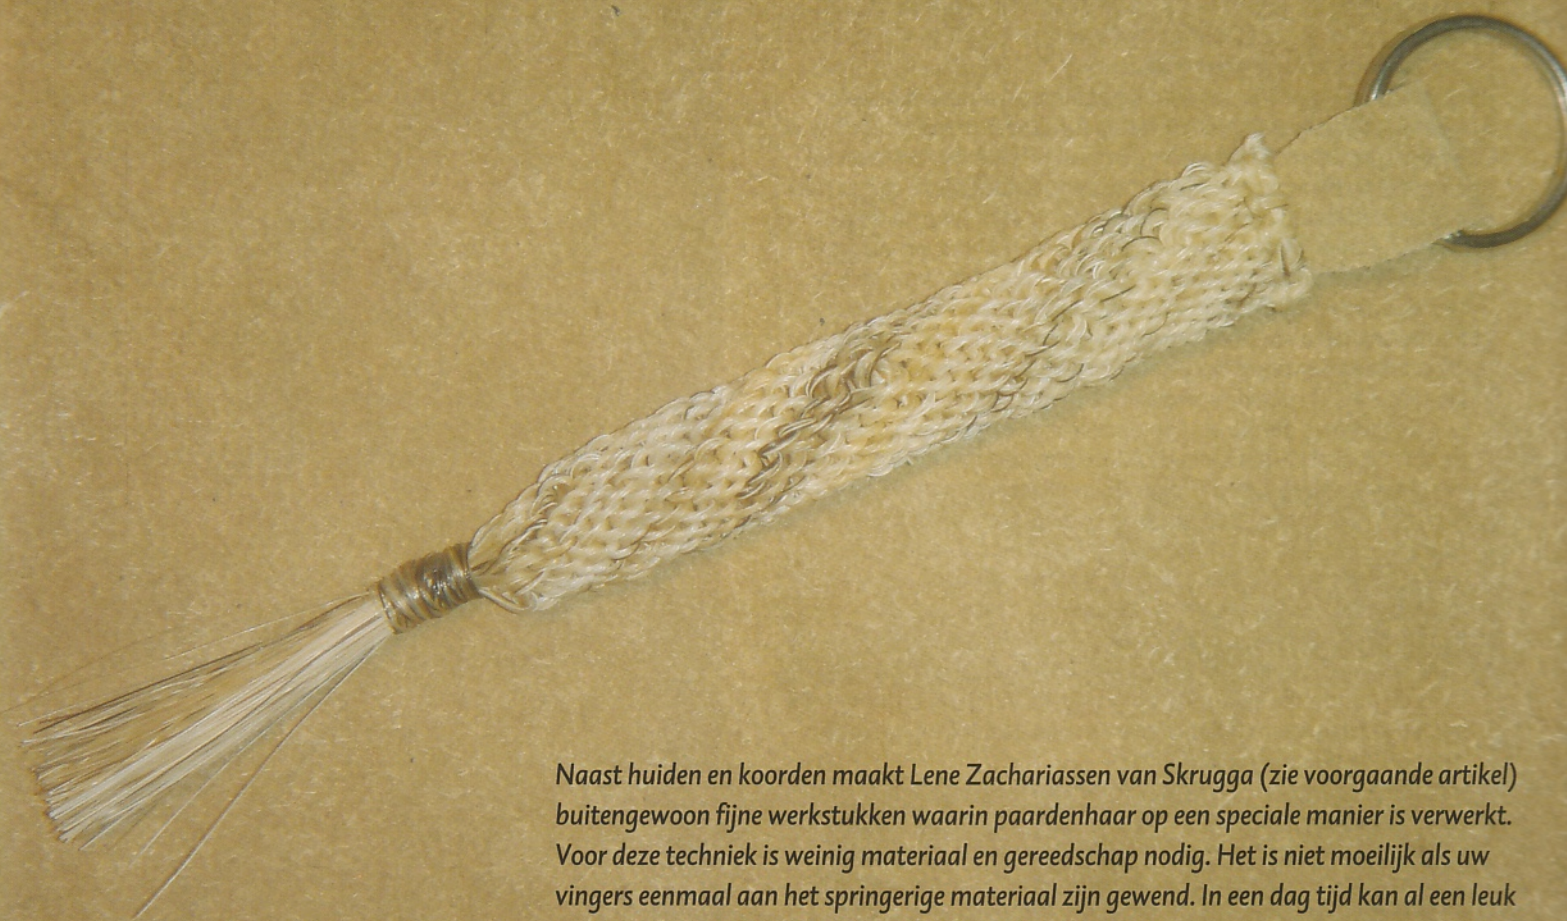 Naast huiden en koorden maakt Lene Zachariassen van Skrugga (zie voorgaande artikel)
buitengewoon fijne werkstukken waarin paardenhaar op een speciale manier is verwerkt.
Voor deze techniek is weinig materiaal en gereedschap nodig. Het is niet moeilijk als uw
vingers eenmaal aan het springerige materiaal zijn gewend. In een dag tijd kan al een leuk